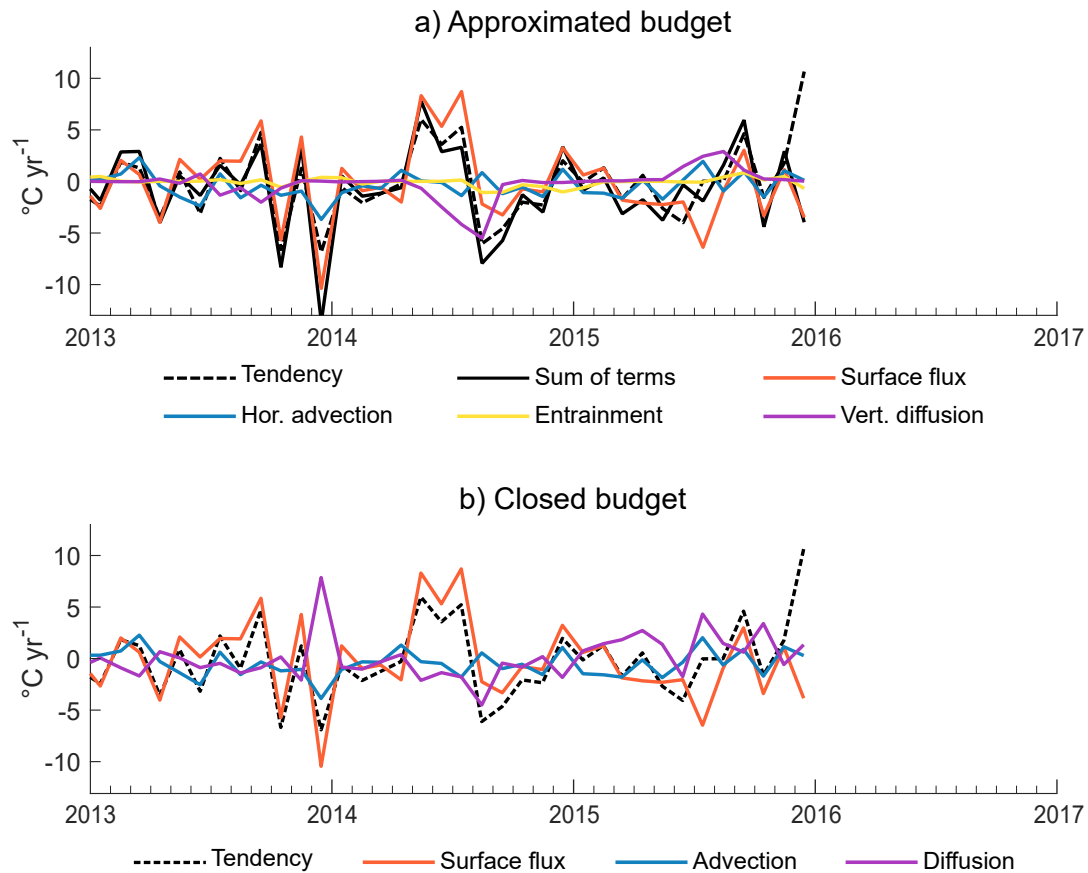 a) Approximated budget
10
5
0
-5
-10
°C yr-1
2013 2014 2015 2016 2017
Tendency Sum of terms Surface flux
Hor. advection Entrainment Vert. diffusion
b) Closed budget
10
5
0
-5
-10
°C yr-1
2013 2014 2015 2016 2017
Tendency Surface flux Advection Diffusion